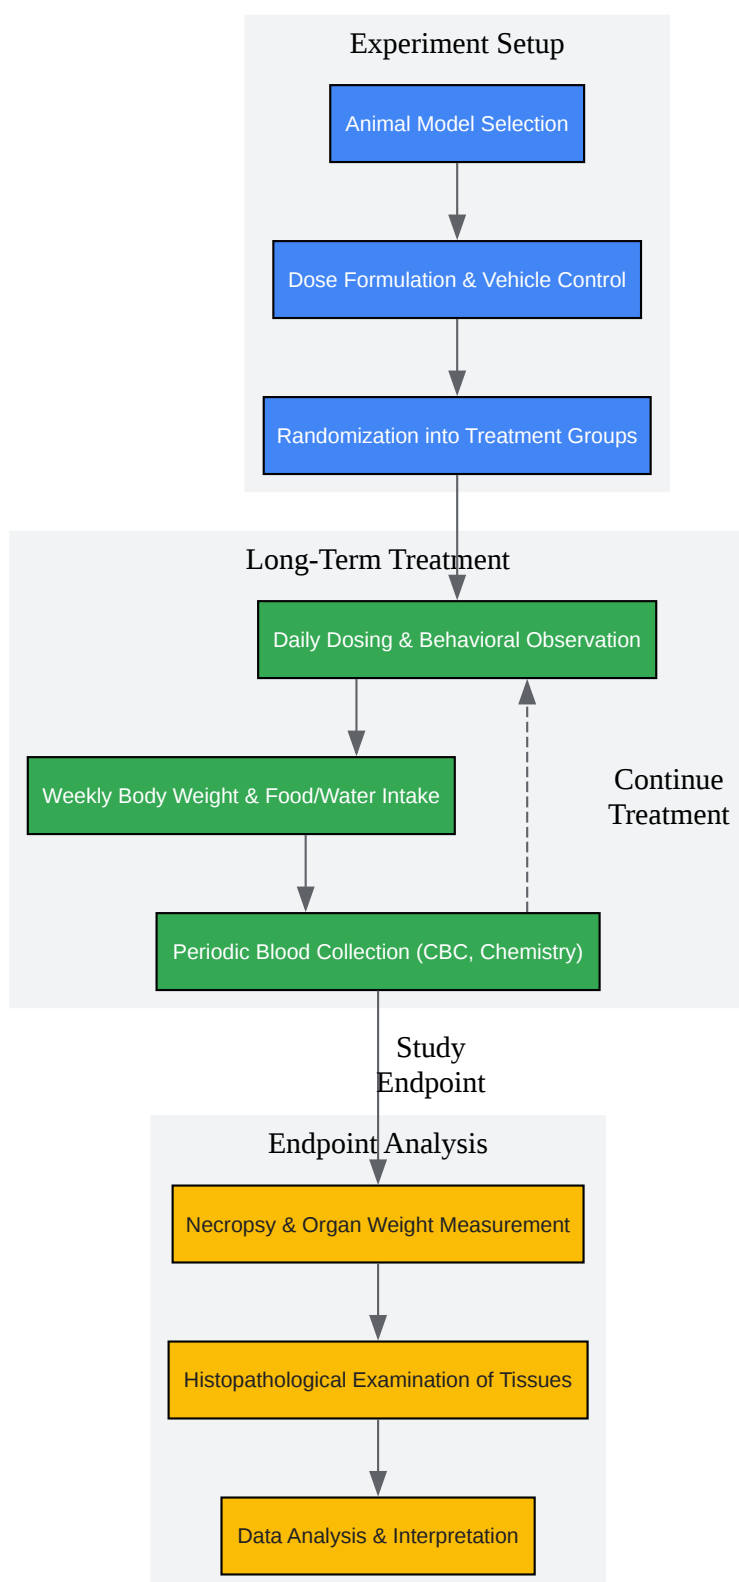 Experiment Setup
Animal Model Selection
Dose Formulation & Vehicle Control
Randomization into Treatment Groups
Long-Term Treatment
Daily Dosing & Behavioral Observation
Weekly Body Weight & Food/Water Intake
Continue
Treatment
Periodic Blood Collection (CBC, Chemistry)
Study
Endpoint
Endpoint Analysis
Necropsy & Organ Weight Measurement
Histopathological Examination of Tissues
Data Analysis & Interpretation